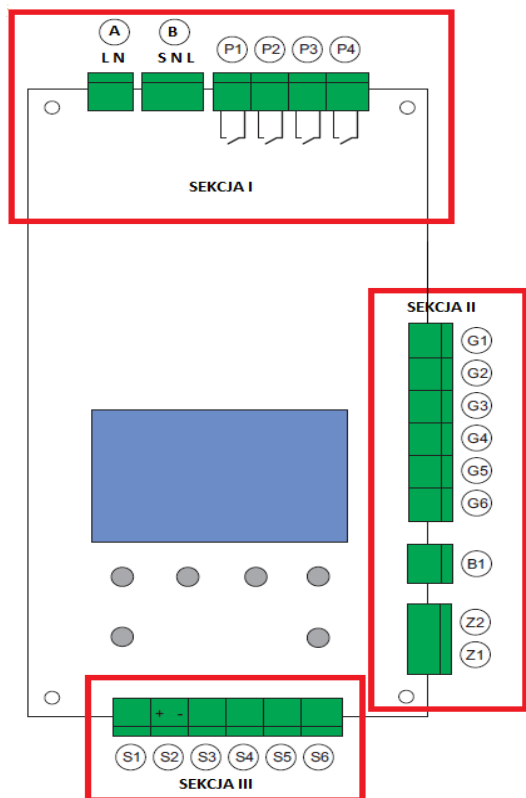 A B P1 P2 P3 P4
L N S N L
SEKCJA I
SEKCJA II
G1
G2
G3
G4
G5
G6
B1
Z2
Z1
+ -
S1 S2 S3 S4 S5 S6
SEKCJA III